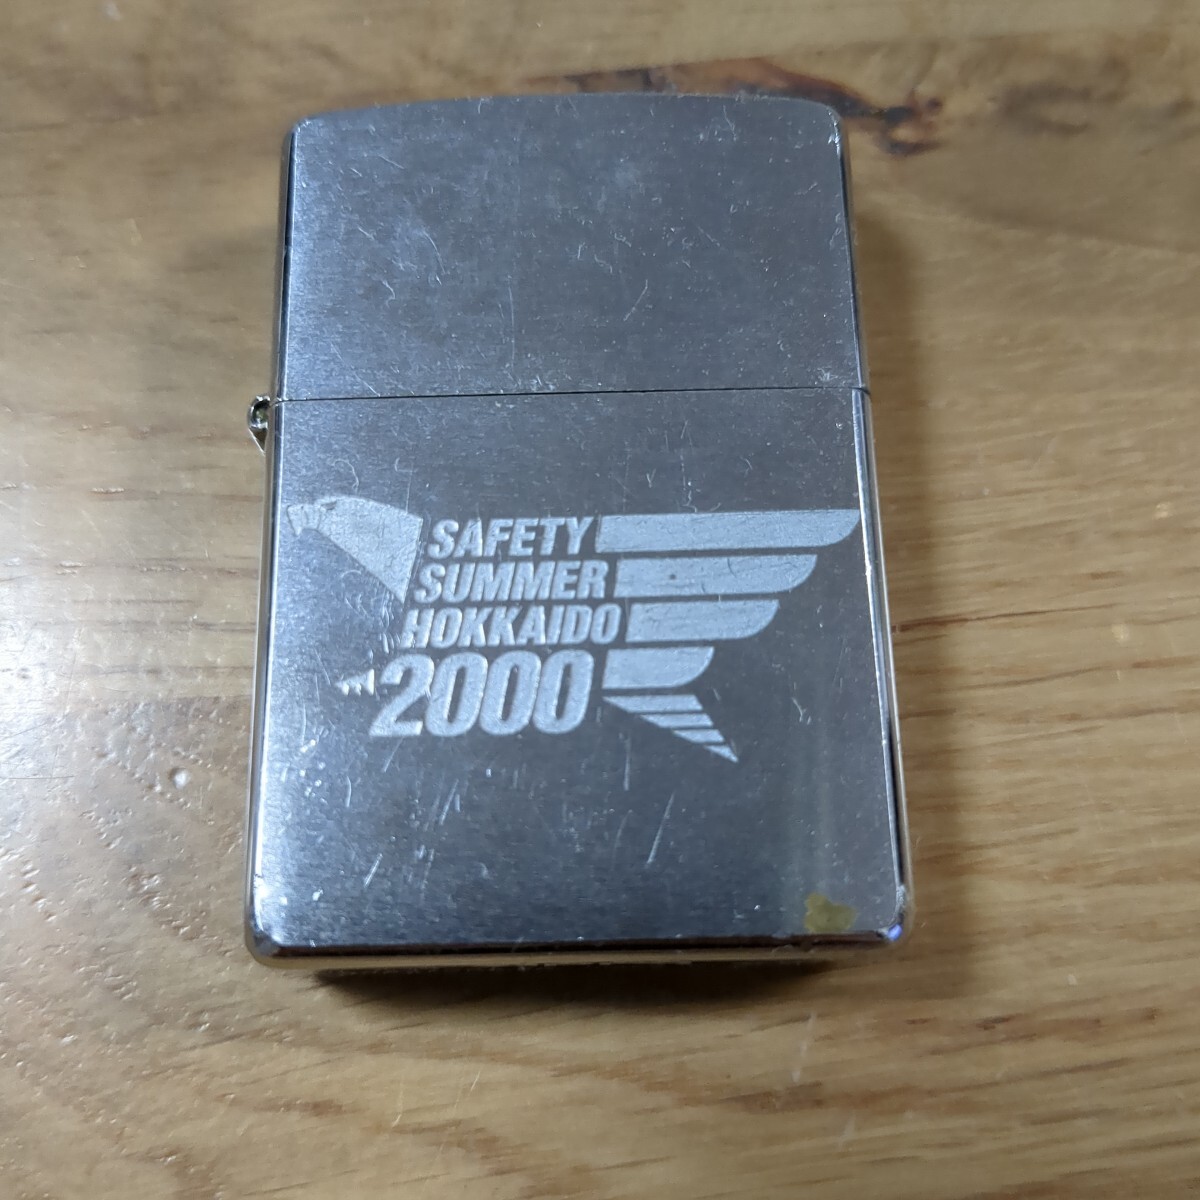 SAFETY
SUMMER
HOKKAIDO
2000